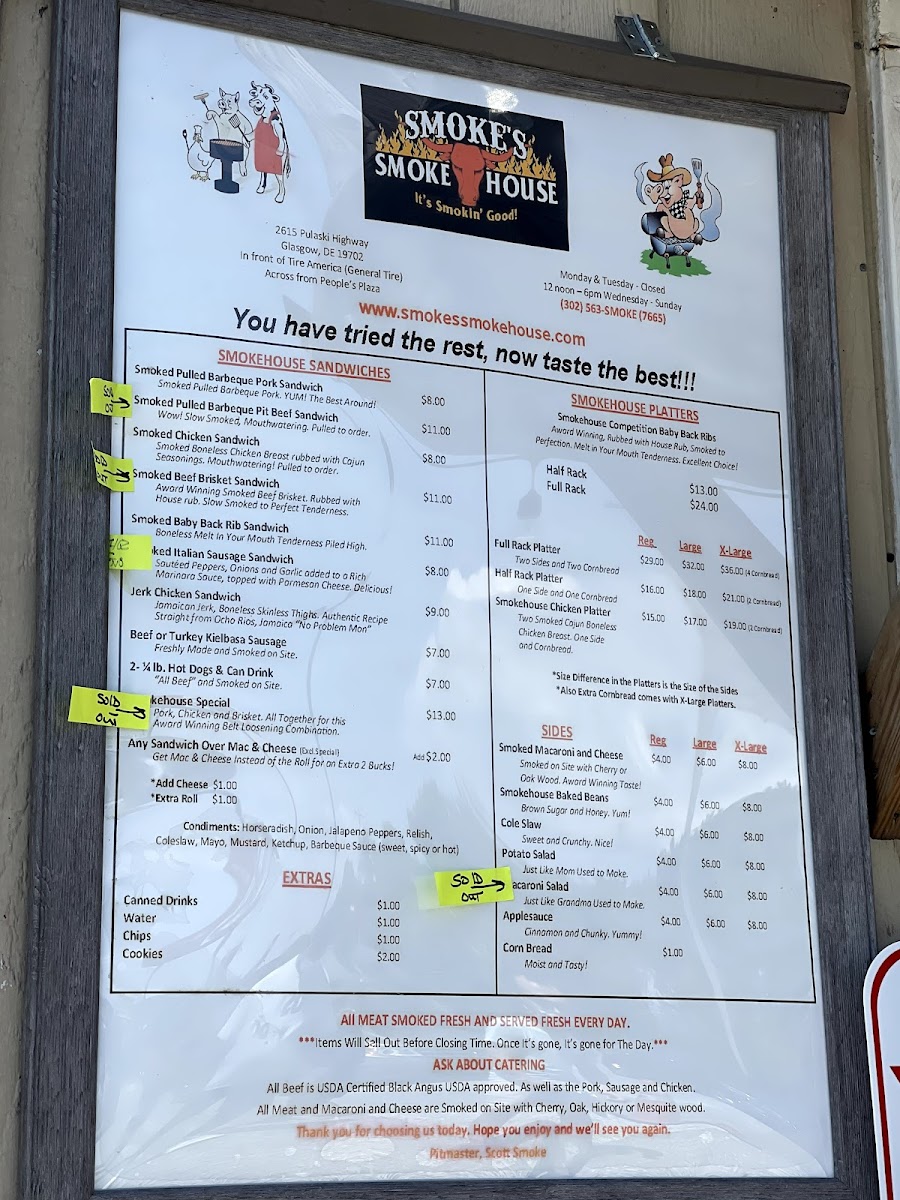 SMOKE'S
SMOKE HOUSE
It's Smokin' Good!
2615 Pulaski Highway
Glasgow, DE 19702
In front of Tire America (General Tire)
Across from People's Plaza
Monday & Tuesday - Closed
12 noon – 6pm Wednesday - Sunday
(302) 563-SMOKE (7665)
www.smokessmokehouse.com
You have tried the rest, now taste the best!!!
SMOKEHOUSE SANDWICHES
Smoked Pulled Barbeque Pork Sandwich
Smoked Pulled Barbeque Pork. YUM! The Best Around! $8.00
Smoked Pulled Barbeque Pit Beef Sandwich
Wow! Slow Smoked, Mouthwatering. Pulled to order. $11.00
Smoked Chicken Sandwich
Smoked Boneless Chicken Breast rubbed with Cajun $8.00
Seasonings. Mouthwatering! Pulled to order.
Smoked Beef Brisket Sandwich
Award Winning Smoked Beef Brisket. Rubbed with $11.00
House rub. Slow Smoked to Perfect Tenderness.
Smoked Baby Back Rib Sandwich
Boneless Melt In Your Mouth Tenderness Piled High. $11.00
ked Italian Sausage Sandwich
Sautéed Peppers, Onions and Garlic added to a Rich $8.00
Marinara Sauce, topped with Parmesan Cheese. Delicious!
Jerk Chicken Sandwich
Jamaican Jerk, Boneless Skinless Thighs. Authentic Recipe $9.00
Straight from Ocho Rios, Jamaica "No Problem Mon"
Beef or Turkey Kielbasa Sausage
Freshly Made and Smoked on Site. $7.00
2- ¼ lb. Hot Dogs & Can Drink
"All Beef" and Smoked on Site. $7.00
SOLD
OUT
kehouse Special
Pork, Chicken and Brisket. All Together for this $13.00
Award Winning Belt Loosening Combination.
Any Sandwich Over Mac & Cheese (Excl.Special)
Get Mac & Cheese Instead of the Roll for an Extra 2 Bucks! Add $2.00
*Add Cheese $1.00
*Extra Roll $1.00
Condiments: Horseradish, Onion, Jalapeno Peppers, Relish,
Coleslaw, Mayo, Mustard, Ketchup, Barbeque Sauce (sweet, spicy or hot)
EXTRAS
Canned Drinks $1.00
Water $1.00
Chips $1.00
Cookies $2.00
SMOKEHOUSE PLATTERS
Smokehouse Competition Baby Back Ribs
Award Winning, Rubbed with House Rub, Smoked to
Perfection. Melt in Your Mouth Tenderness. Excellent Choice!
Half Rack $13.00
Full Rack $24.00
Reg Large X-Large
Full Rack Platter $29.00 $32.00 $36.00 (4 Cornbread)
Two Sides and Two Cornbread
Half Rack Platter $16.00 $18.00 $21.00 (2 Cornbread)
One Side and One Cornbread
Smokehouse Chicken Platter $15.00 $17.00 $19.00 (2 Cornbread)
Two Smoked Cajun Boneless
Chicken Breast. One Side
and Cornbread.
*Size Difference in the Platters is the Size of the Sides
*Also Extra Cornbread comes with X-Large Platters.
SIDES Reg Large X-Large
Smoked Macaroni and Cheese $4.00 $6.00 $8.00
Smoked on Site with Cherry or
Oak Wood. Award Winning Taste!
Smokehouse Baked Beans $4.00 $6.00 $8.00
Brown Sugar and Honey. Yum!
Cole Slaw $4.00 $6.00 $8.00
Sweet and Crunchy. Nice!
Potato Salad $4.00 $6.00 $8.00
Just Like Mom Used to Make.
SOLD
OUT
acaroni Salad $4.00 $6.00 $8.00
Just Like Grandma Used to Make.
Applesauce $4.00 $6.00 $8.00
Cinnamon and Chunky. Yummy!
Corn Bread $1.00
Moist and Tasty!
All MEAT SMOKED FRESH AND SERVED FRESH EVERY DAY.
***Items Will Sell Out Before Closing Time. Once It's gone, It's gone for The Day.***
ASK ABOUT CATERING
All Beef is USDA Certified Black Angus USDA approved. As well as the Pork, Sausage and Chicken.
All Meat and Macaroni and Cheese are Smoked on Site with Cherry, Oak, Hickory or Mesquite wood.
Thank you for choosing us today. Hope you enjoy and we'll see you again.
Pitmaster, Scott Smoke